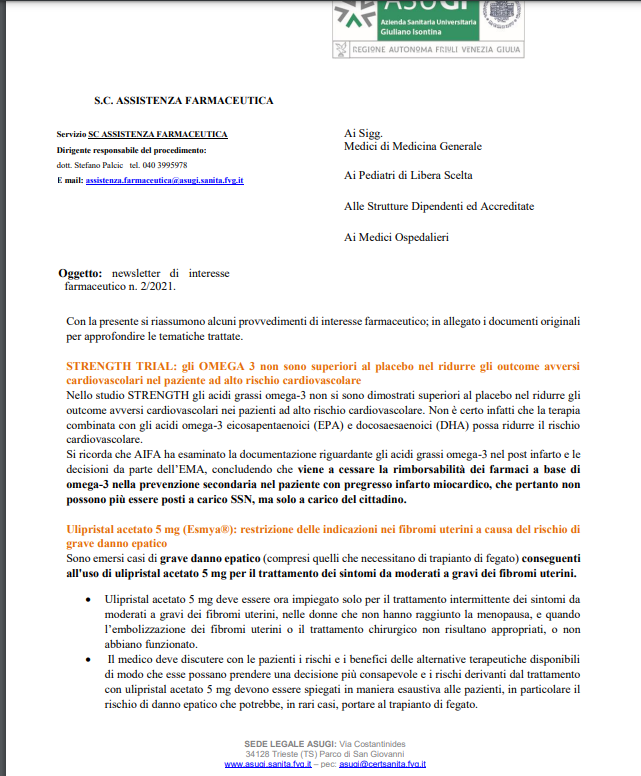 ASUGI
Azienda Sanitaria Universitaria
Giuliano Isontina
REGIONE AUTONOMA FRIULI VENEZIA GIULIA
S.C. ASSISTENZA FARMACEUTICA
Servizio SC ASSISTENZA FARMACEUTICA
Dirigente responsabile del procedimento:
dott. Stefano Palcic tel. 040 3995978
E mail: assistenza.farmaceutica@asugi.sanita.fvg.it
Ai Sigg.
Medici di Medicina Generale
Ai Pediatri di Libera Scelta
Alle Strutture Dipendenti ed Accreditate
Ai Medici Ospedalieri
Oggetto: newsletter di interesse
farmaceutico n. 2/2021.
Con la presente si riassumono alcuni provvedimenti di interesse farmaceutico; in allegato i documenti originali
per approfondire le tematiche trattate.
STRENGTH TRIAL: gli OMEGA 3 non sono superiori al placebo nel ridurre gli outcome avversi
cardiovascolari nel paziente ad alto rischio cardiovascolare
Nello studio STRENGTH gli acidi grassi omega-3 non si sono dimostrati superiori al placebo nel ridurre gli
outcome avversi cardiovascolari nei pazienti ad alto rischio cardiovascolare. Non è certo infatti che la terapia
combinata con gli acidi omega-3 eicosapentaenoici (EPA) e docosaesaenoici (DHA) possa ridurre il rischio
cardiovascolare.
Si ricorda che AIFA ha esaminato la documentazione riguardante gli acidi grassi omega-3 nel post infarto e le
decisioni da parte dell’EMA, concludendo che viene a cessare la rimborsabilità dei farmaci a base di
omega-3 nella prevenzione secondaria nel paziente con pregresso infarto miocardico, che pertanto non
possono più essere posti a carico SSN, ma solo a carico del cittadino.
Ulipristal acetato 5 mg (Esmya®): restrizione delle indicazioni nei fibromi uterini a causa del rischio di
grave danno epatico
Sono emersi casi di grave danno epatico (compresi quelli che necessitano di trapianto di fegato) conseguenti
all'uso di ulipristal acetato 5 mg per il trattamento dei sintomi da moderati a gravi dei fibromi uterini.
• Ulipristal acetato 5 mg deve essere ora impiegato solo per il trattamento intermittente dei sintomi da
moderati a gravi di fibromi uterini, nelle donne che non hanno raggiunto la menopausa, e quando
l’embolizzazione dei fibromi uterini o il trattamento chirurgico non risultano appropriati, o non
abbiano funzionato.
• Il medico deve discutere con le pazienti i rischi e i benefici delle alternative terapeutiche disponibili
di modo che esse possano prendere una decisione più consapevole e i rischi derivanti dal trattamento
con ulipristal acetato 5 mg devono essere spiegati in maniera esaustiva alle pazienti, in particolare il
rischio di danno epatico che potrebbe, in rari casi, portare al trapianto di fegato.
SEDE LEGALE ASUGI: Via Costantinides
34128 Trieste (TS) Parco di San Giovanni
www.asugi.sanita.fvg.it – pec: asugi@certsanita.fvg.it